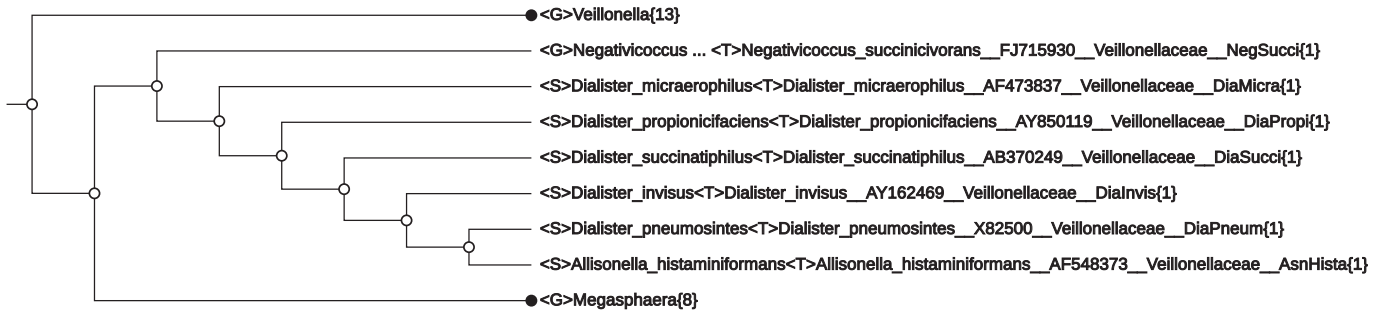 <G>Veillonella{13}
<G>Negativicoccus ... <T>Negativicoccus_succinicivorans__FJ715930__Veillonellaceae__NegSucci{1}
<S>Dialister_micraerophilus<T>Dialister_micraerophilus__AF473837__Veillonellaceae__DiaMicra{1}
<S>Dialister_propionicifaciens<T>Dialister_propionicifaciens__AY850119__Veillonellaceae__DiaPropi{1}
<S>Dialister_succinatiphilus<T>Dialister_succinatiphilus__AB370249__Veillonellaceae__DiaSucci{1}
<S>Dialister_invisus<T>Dialister_invisus__AY162469__Veillonellaceae__DiaInvis{1}
<S>Dialister_pneumosintes<T>Dialister_pneumosintes__X82500__Veillonellaceae__DiaPneum{1}
<S>Allisonella_histaminiformans<T>Allisonella_histaminiformans__AF548373__Veillonellaceae__AsnHista{1}
<G>Megasphaera{8}